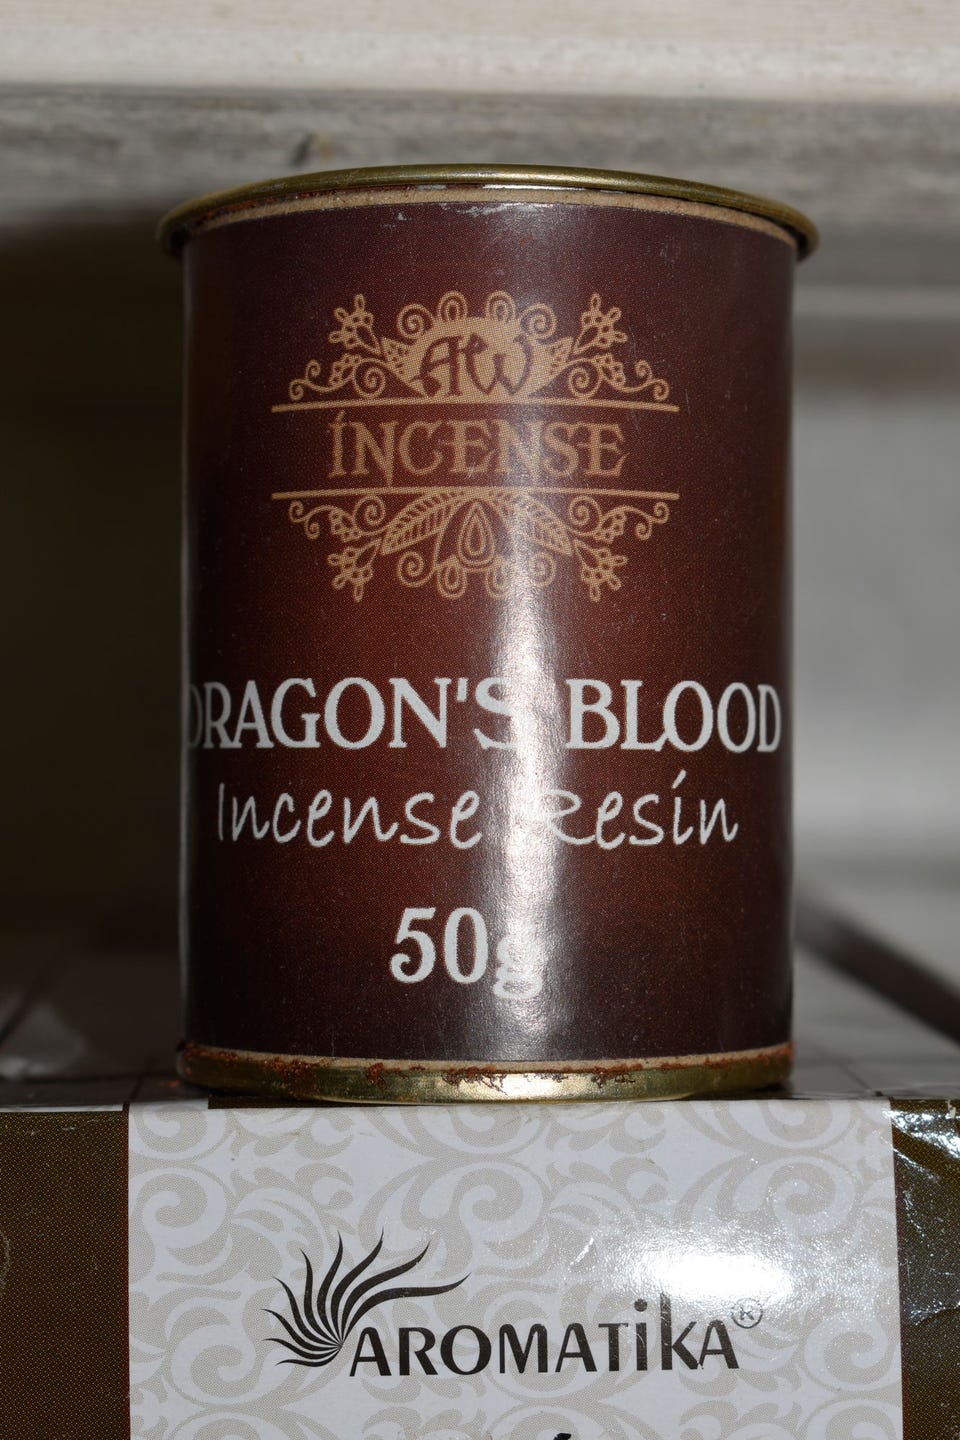 AW
ÍNCENSE
DRAGON'S BLOOD
Incense Resin
50g
AROMATIKA®